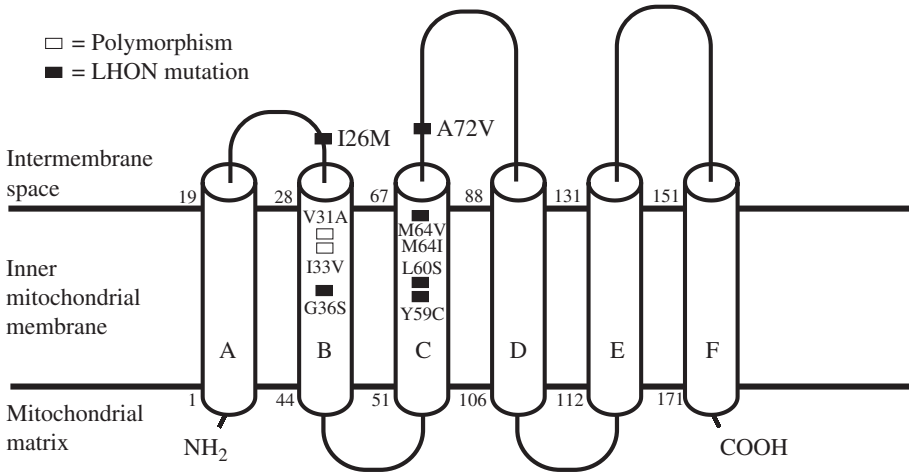 = Polymorphism
= LHON mutation
I26M
A72V
Intermembrane
space
19
28
67
88
131
151
V31A
I33V
G36S
M64V
M64I
L60S
Y59C
Inner
mitochondrial
membrane
A
B
C
D
E
F
1
44
51
106
112
171
Mitochondrial
matrix
NH2
COOH